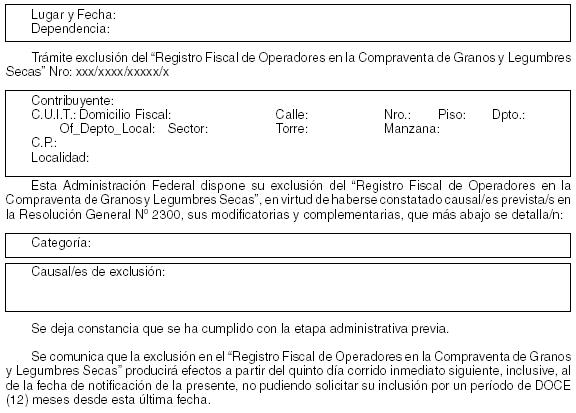 Lugar y Fecha:
Dependencia:
Trámite exclusión del “Registro Fiscal de Operadores en la Compraventa de Granos y Legumbres
Secas” Nro: xxx/xxxx/xxxxx/x
Contribuyente:
C.U.I.T.: Domicilio Fiscal: Calle: Nro.: Piso: Dpto.:
Of_Depto_Local: Sector: Torre: Manzana:
C.P.:
Localidad:
Esta Administración Federal dispone su exclusión del “Registro Fiscal de Operadores en la
Compraventa de Granos y Legumbres Secas”, en virtud de haberse constatado causal/es prevista/s en
la Resolución General Nº 2300, sus modificatorias y complementarias, que más abajo se detalla/n:
Categoría:
Causal/es de exclusión:
Se deja constancia que se ha cumplido con la etapa administrativa previa.
Se comunica que la exclusión en el “Registro Fiscal de Operadores en la Compraventa de Granos
y Legumbres Secas” producirá efectos a partir del quinto día corrido inmediato siguiente, inclusive, al
de la fecha de notificación de la presente, no pudiendo solicitar su inclusión por un período de DOCE
(12) meses desde esta última fecha.